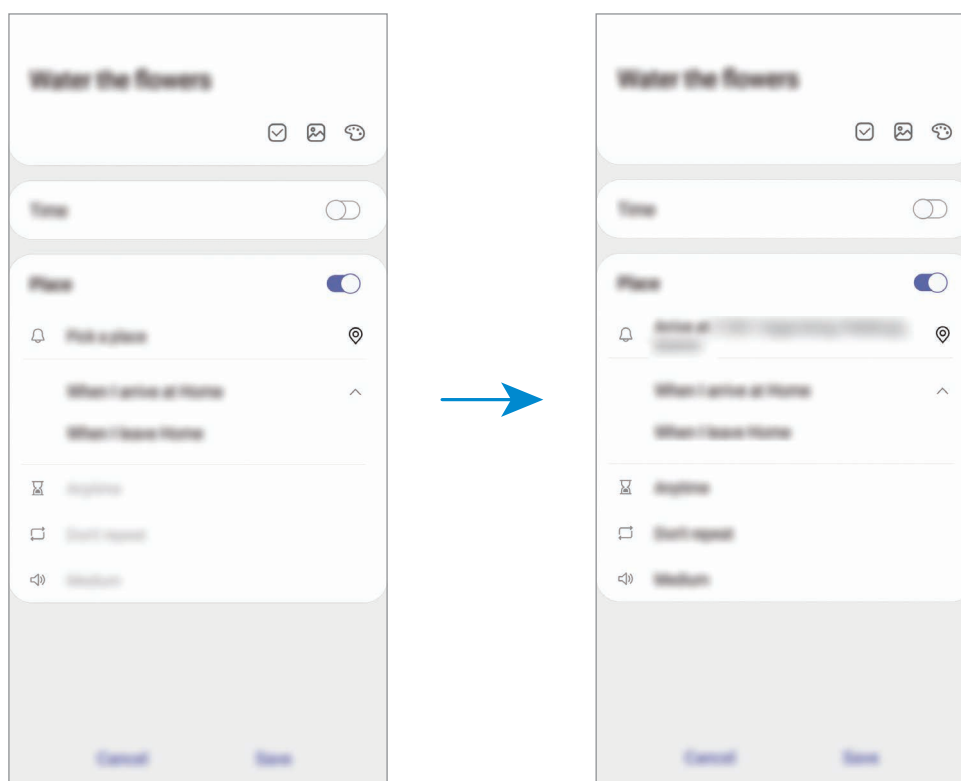 Water the flowers
Time
Place
Pick a place
When I arrive at Home
When I leave Home
Anytime
Don't repeat
Medium
Cancel
Save
Water the flowers
Time
Place
Arrive at
When I arrive at Home
When I leave Home
Anytime
Don't repeat
Medium
Cancel
Save